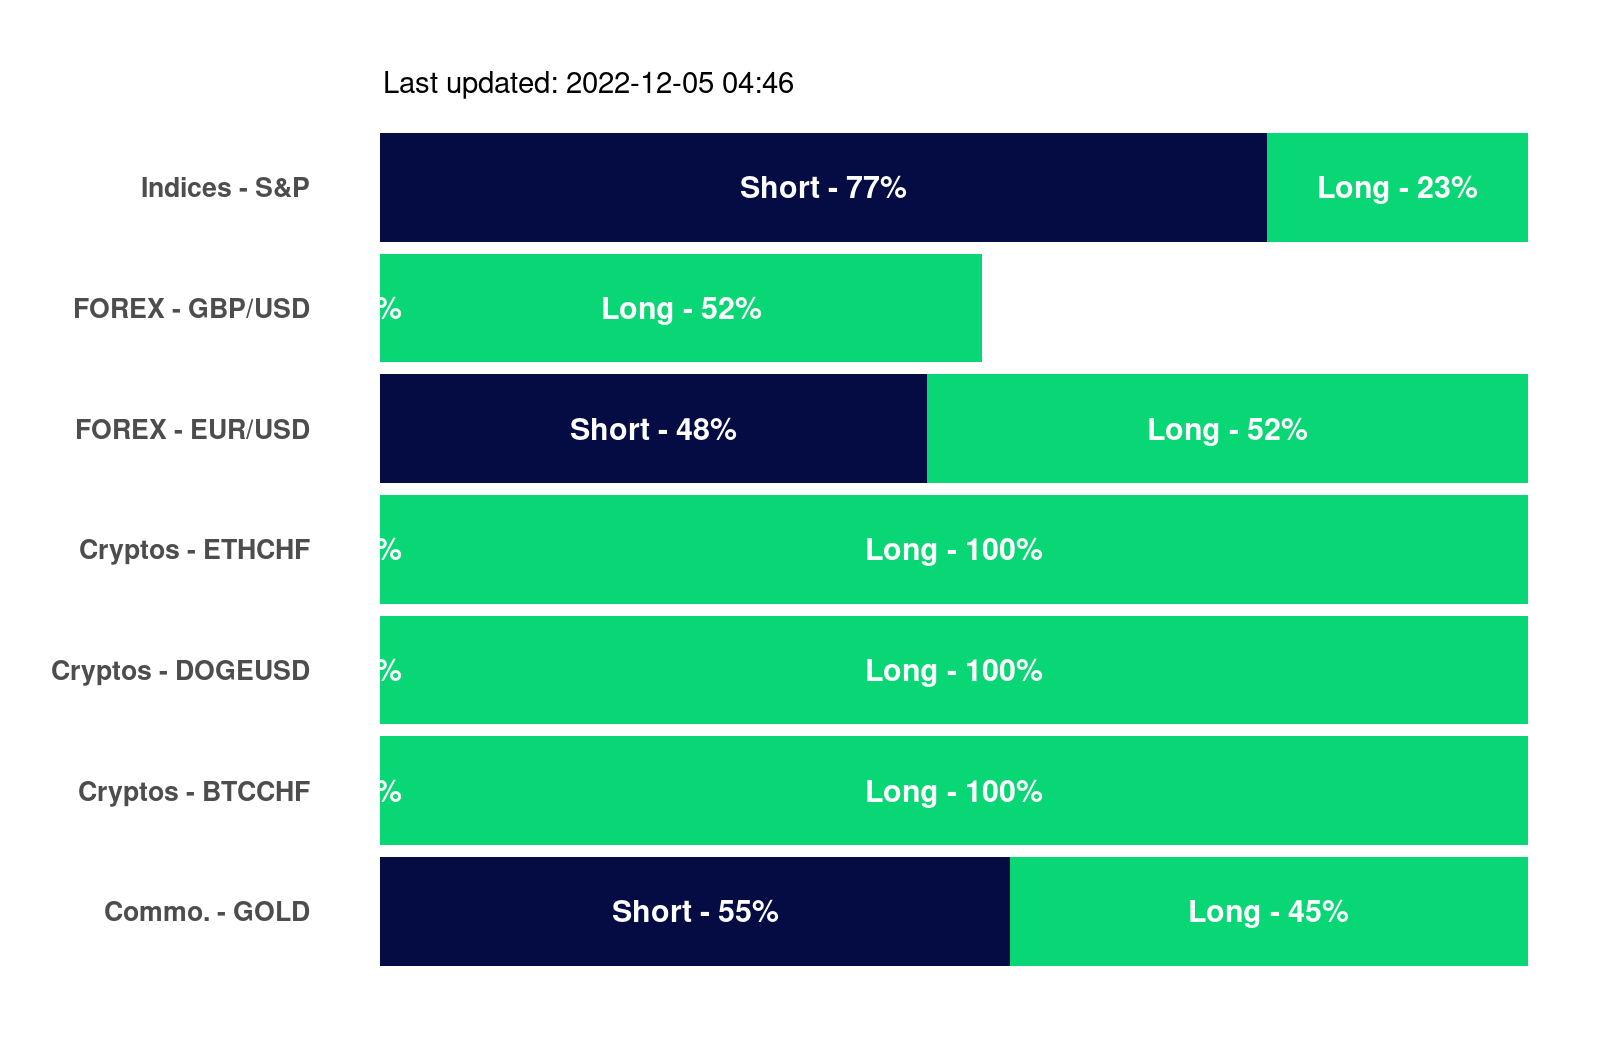 Last updated: 2022-12-05 04:46
Indices - S&P Short - 77% Long - 23%
FOREX - GBP/USD % Long - 52%
FOREX - EUR/USD Short - 48% Long - 52%
Cryptos - ETHCHF % Long - 100%
Cryptos - DOGEUSD % Long - 100%
Cryptos - BTCCHF % Long - 100%
Commo. - GOLD Short - 55% Long - 45%